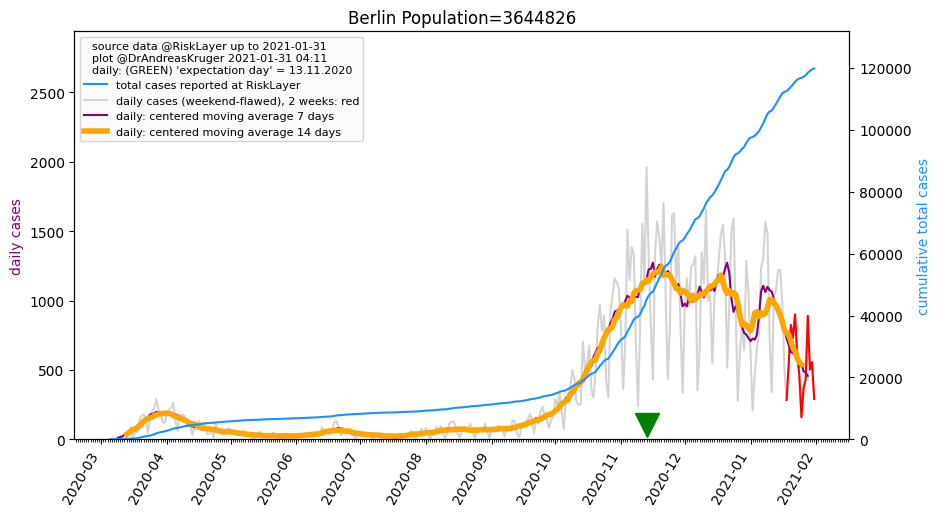 Berlin Population=3644826
source data @RiskLayer up to 2021-01-31
plot @DrAndreasKruger 2021-01-31 04:11
daily: (GREEN) 'expectation day' = 13.11.2020
total cases reported at RiskLayer
daily cases (weekend-flawed), 2 weeks: red
daily: centered moving average 7 days
daily: centered moving average 14 days
daily cases
2500
2000
1500
1000
500
0
120000
100000
80000
60000
40000
20000
0
cumulative total cases
2020-03
2020-04
2020-05
2020-06
2020-07
2020-08
2020-09
2020-10
2020-11
2020-12
2021-01
2021-02